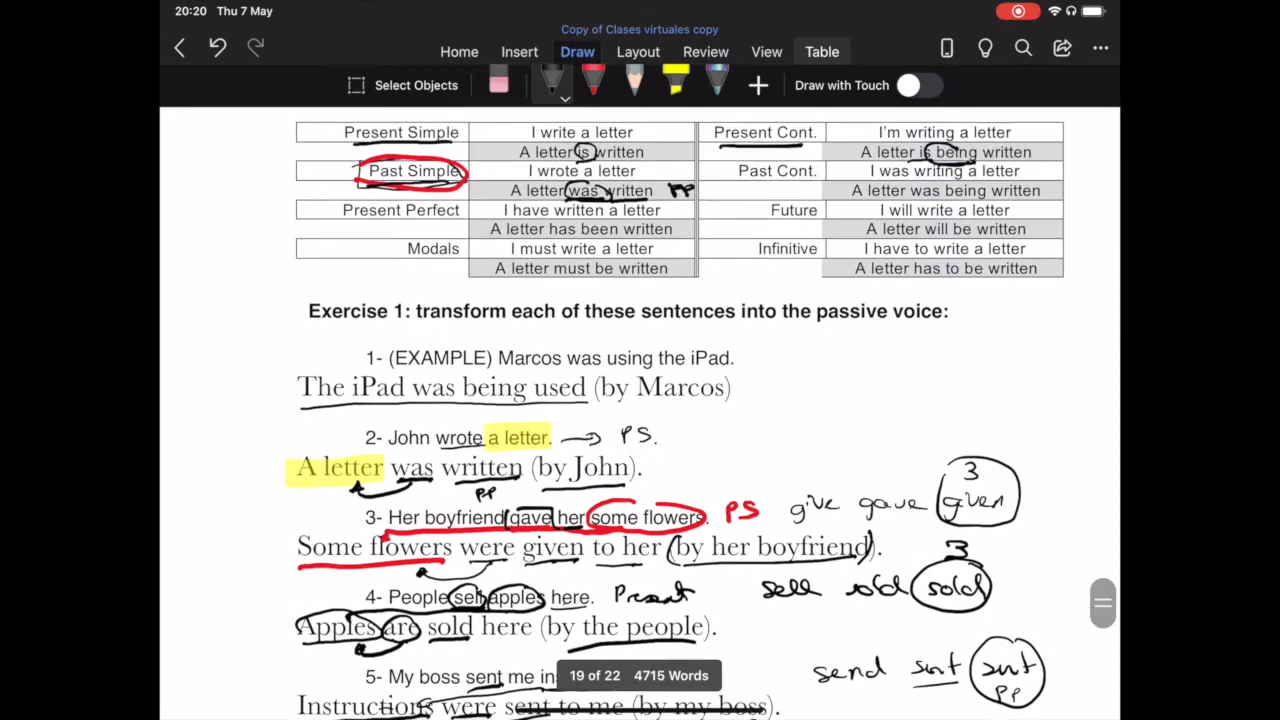 20:20 Thu 7 May
Copy of Clases virtuales copy
Home Insert Draw Layout Review View Table
Select Objects Draw with Touch
Present Simple I write a letter Present Cont. I'm writing a letter
A letter is written A letter is being written
Past Simple I wrote a letter Past Cont. I was writing a letter
A letter was written PP A letter was being written
Present Perfect I have written a letter Future I will write a letter
A letter has been written A letter will be written
Modals I must write a letter Infinitive I have to write a letter
A letter must be written A letter has to be written
Exercise 1: transform each of these sentences into the passive voice:
1- (EXAMPLE) Marcos was using the iPad.
The iPad was being used (by Marcos)
2- John wrote a letter. → PS.
A letter was written (by John).
PP
3
3- Her boyfriend gave her some flowers. PS give gave given
Some flowers were given to her (by her boyfriend).
3
4- People sell apples here. Present sell sold sold
Apples are sold here (by the people).
send sent sent
PP
5- My boss sent me in
19 of 22 4715 Words
Instructions were sent to me (by my boss).